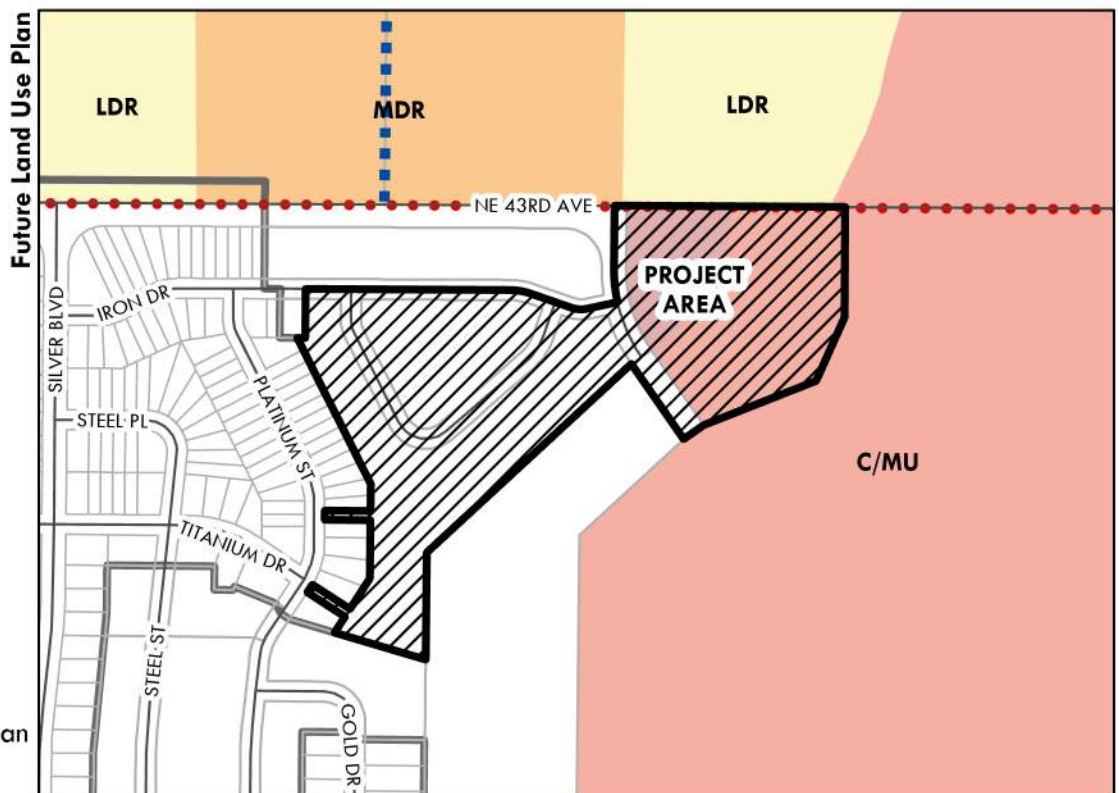 Future Land Use Plan
LDR
MDR
LDR
NE 43RD AVE
PROJECT
AREA
IRON DR
SILVER BLVD
PLATINUM ST
STEEL PL
C/MU
TITANIUM DR
STEEL ST
GOLD DR
an